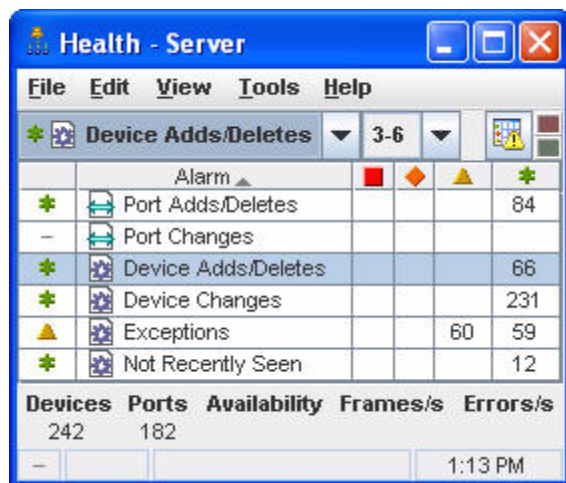 Health - Server
File Edit View Tools Help
Device Adds/Deletes 3-6
Alarm
Port Adds/Deletes 84
Port Changes
Device Adds/Deletes 66
Device Changes 231
Exceptions 60 59
Not Recently Seen 12
Devices Ports Availability Frames/s Errors/s
242 182
1:13 PM